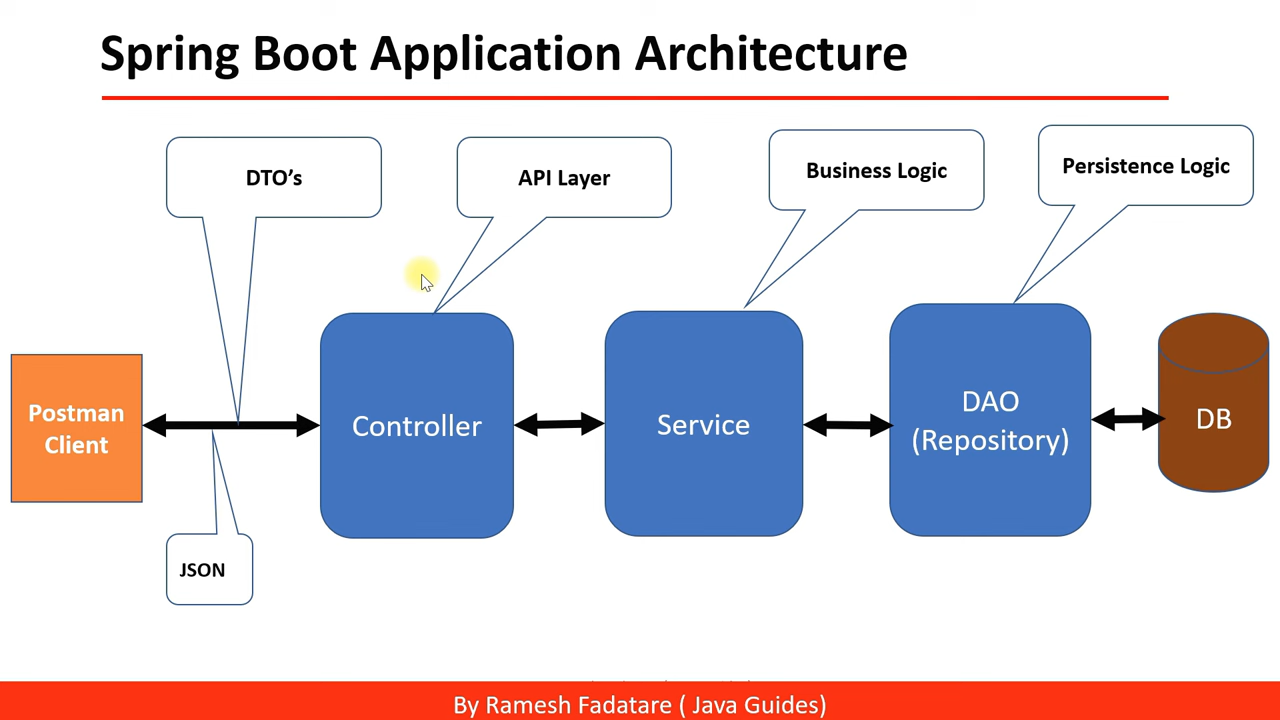 Spring Boot Application Architecture
DTO’s
API Layer
Business Logic
Persistence Logic
Postman
Client
Controller
Service
DAO
(Repository)
DB
JSON
By Ramesh Fadatare ( Java Guides)